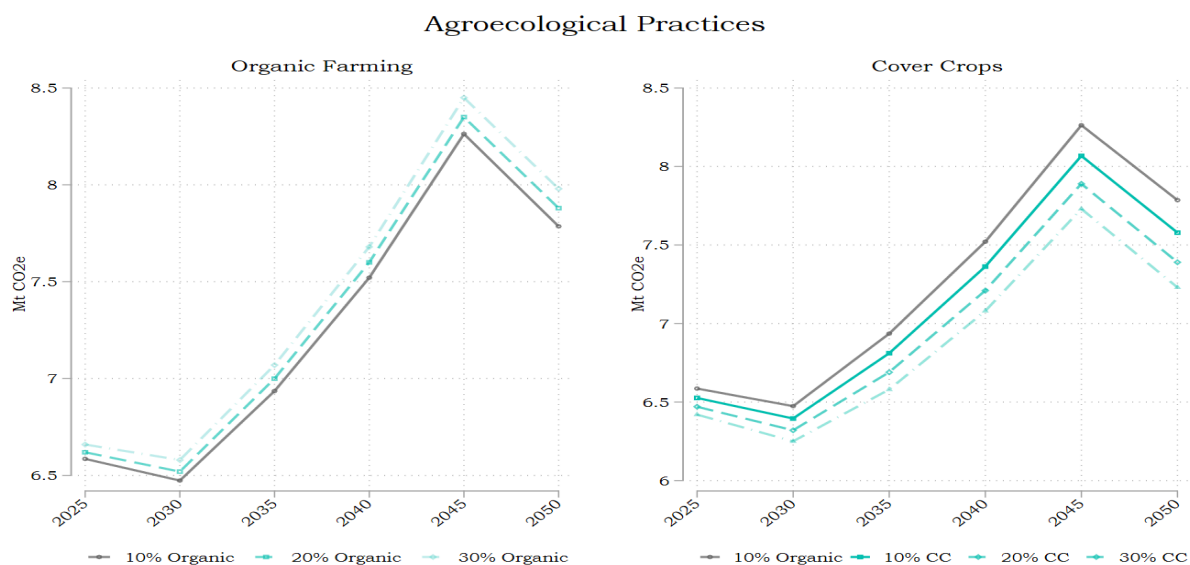 Agroecological Practices
Organic Farming
Mt CO2e
8.5
8
7.5
7
6.5
2025 2030 2035 2040 2045 2050
10% Organic 20% Organic 30% Organic
Cover Crops
Mt CO2e
8.5
8
7.5
7
6.5
6
2025 2030 2035 2040 2045 2050
10% Organic 10% CC 20% CC 30% CC